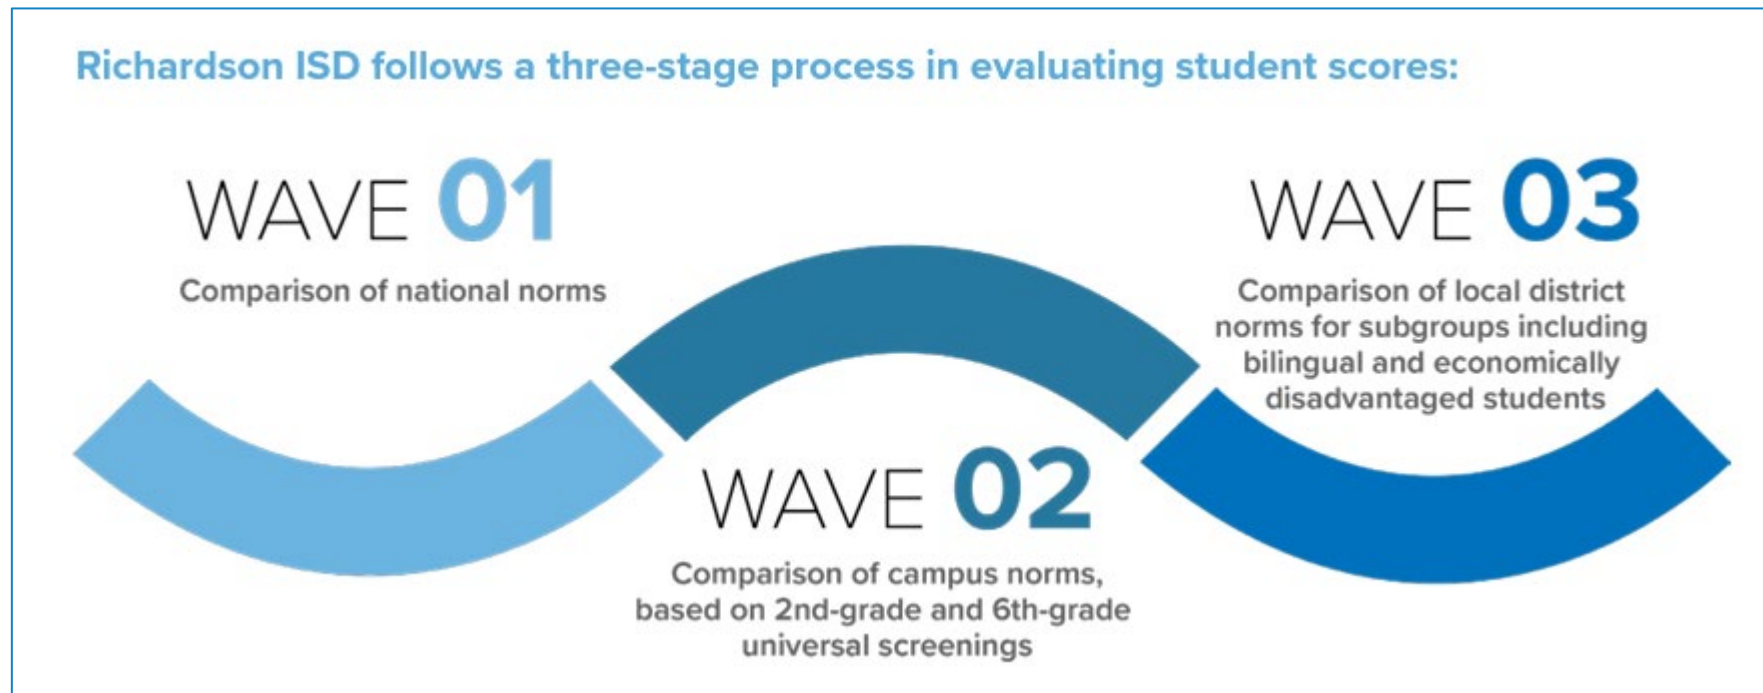 Richardson ISD follows a three-stage process in evaluating student scores:
WAVE 01
Comparison of national norms
WAVE 02
Comparison of campus norms,
based on 2nd-grade and 6th-grade
universal screenings
WAVE 03
Comparison of local district
norms for subgroups including
bilingual and economically
disadvantaged students